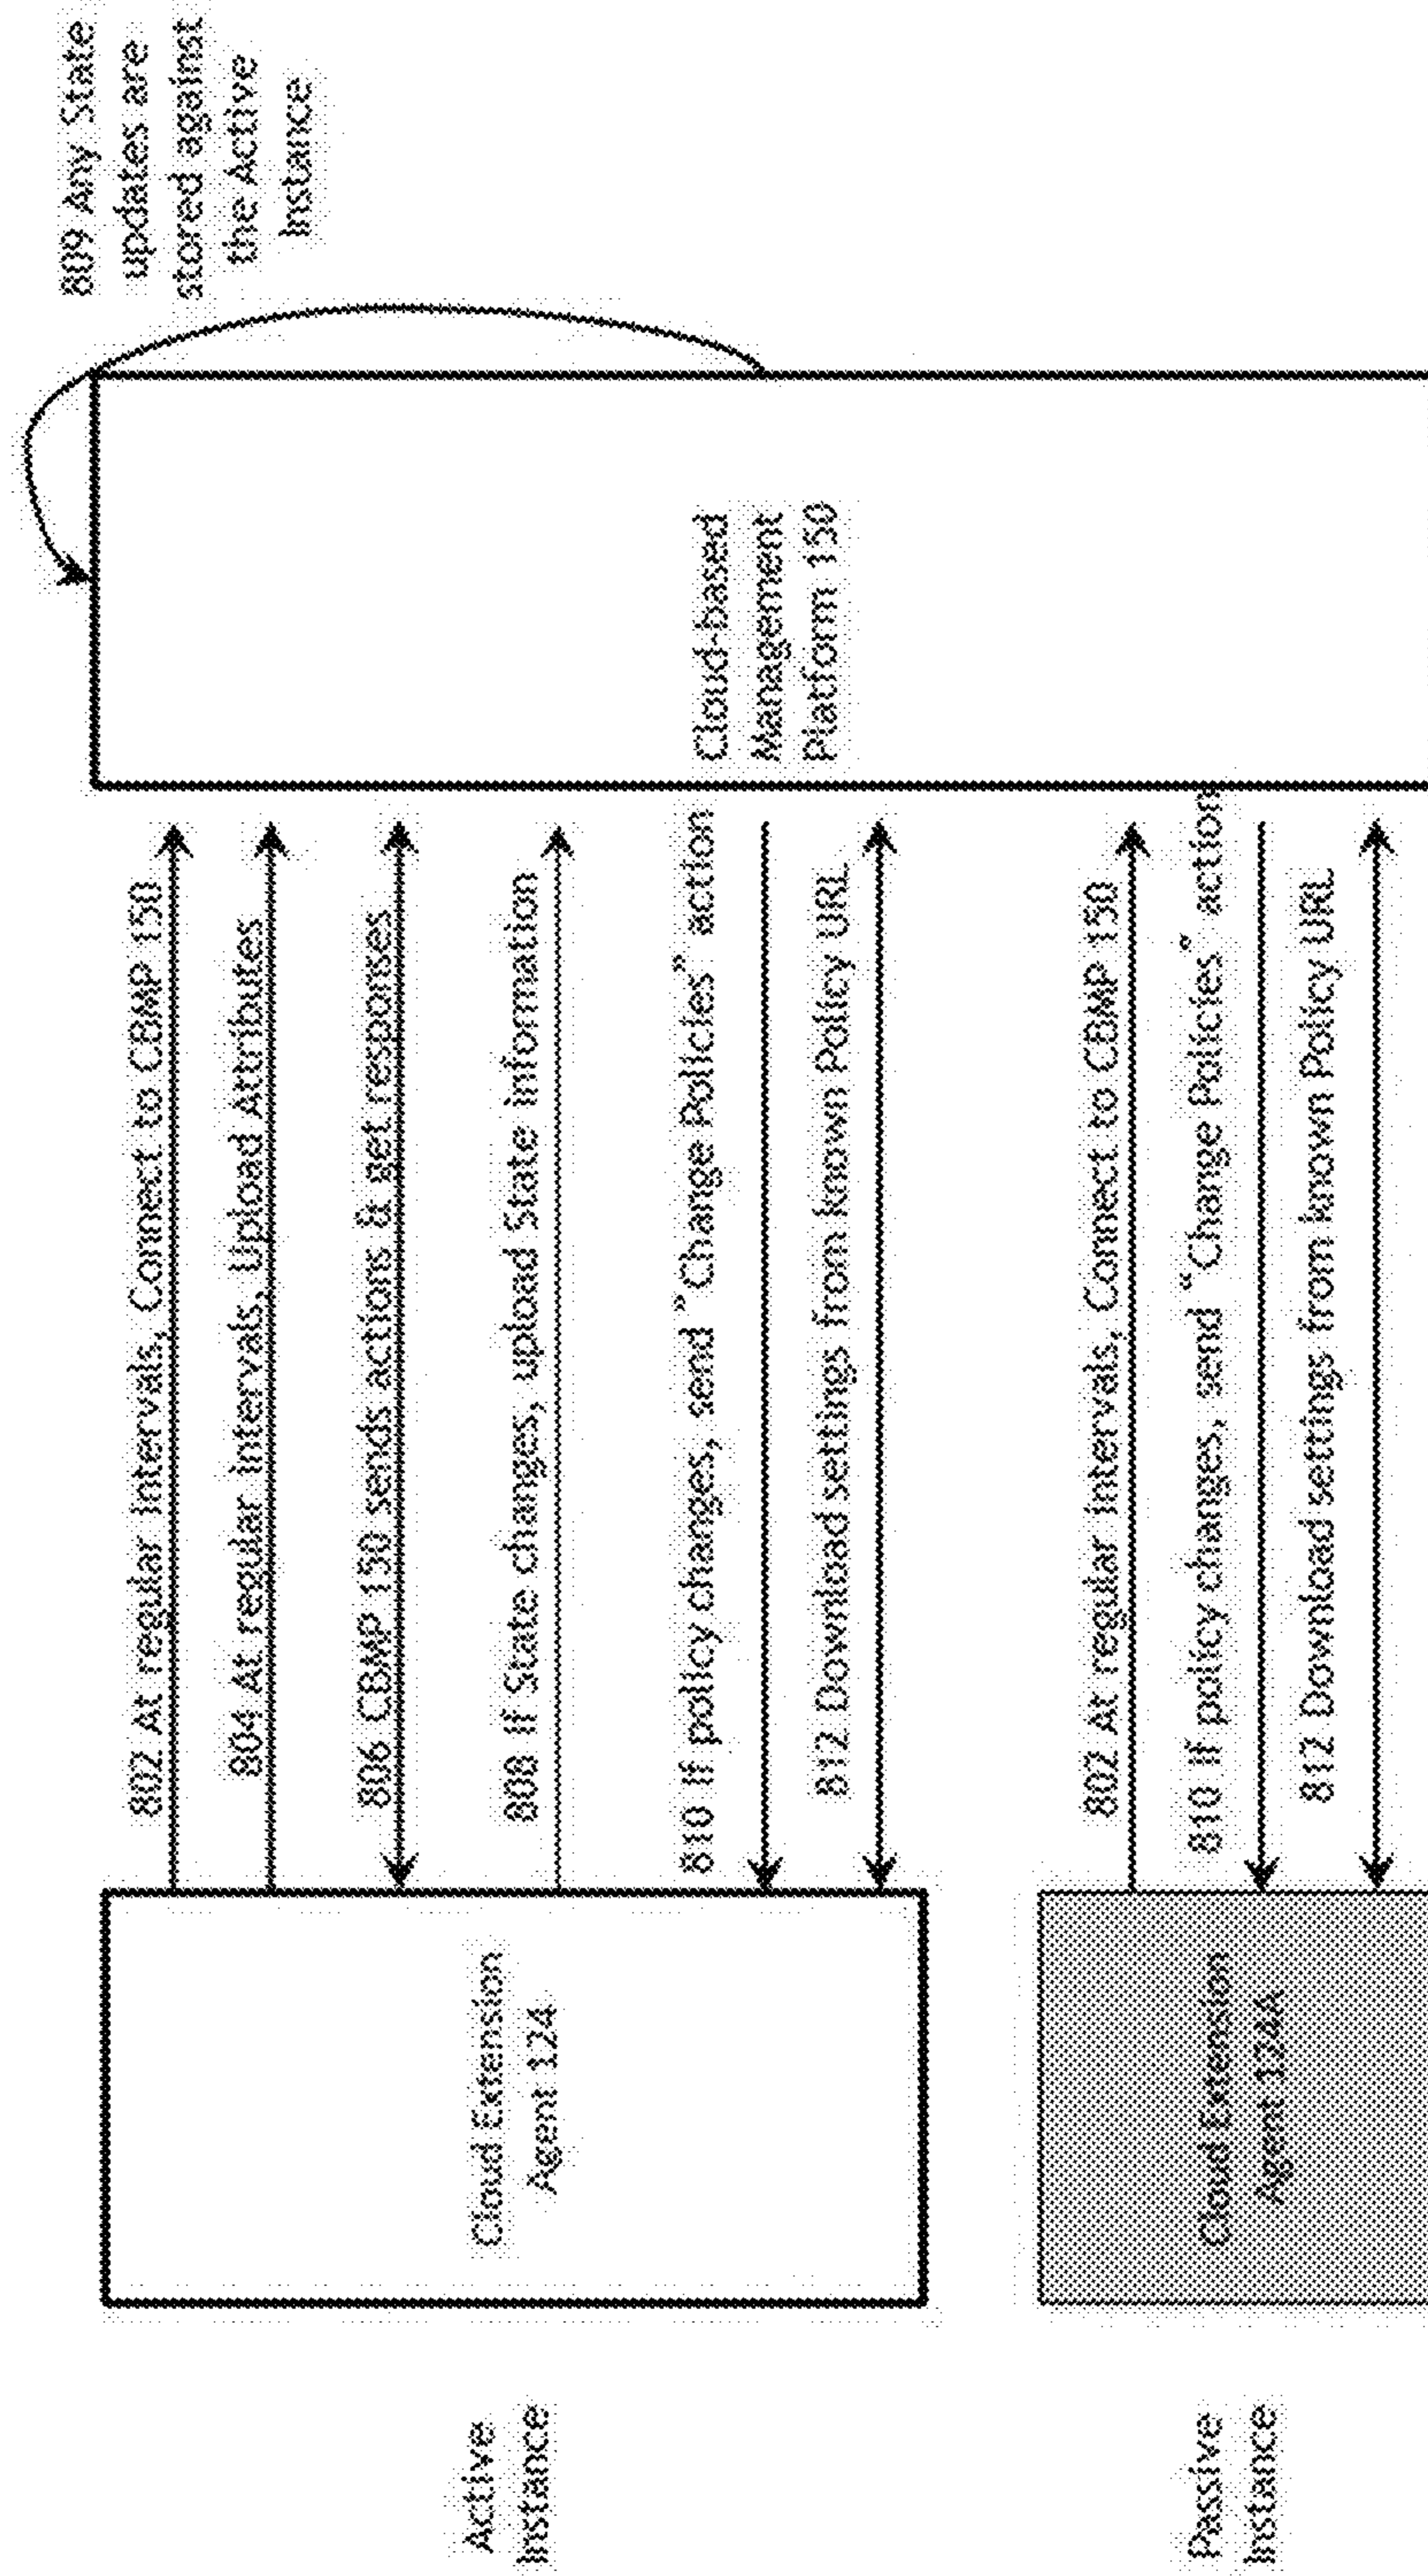 809 Any State
updates are
stored against
the Active
Instance
802 At regular intervals, Connect to CBMP 150
804 At regular intervals, Upload Attributes
806 CBMP 150 sends actions & get responses
808 If State changes, upload State information
810 If policy changes, send "Change Policies" action
812 Download settings from known Policy URL
Cloud-based
Management
Platform 150
Cloud Extension
Agent 124
Active
Instance
802 At regular intervals, Connect to CBMP 150
810 If policy changes, send "Change Policies" action
812 Download settings from known Policy URL
Cloud Extension
Agent 124A
Passive
Instance